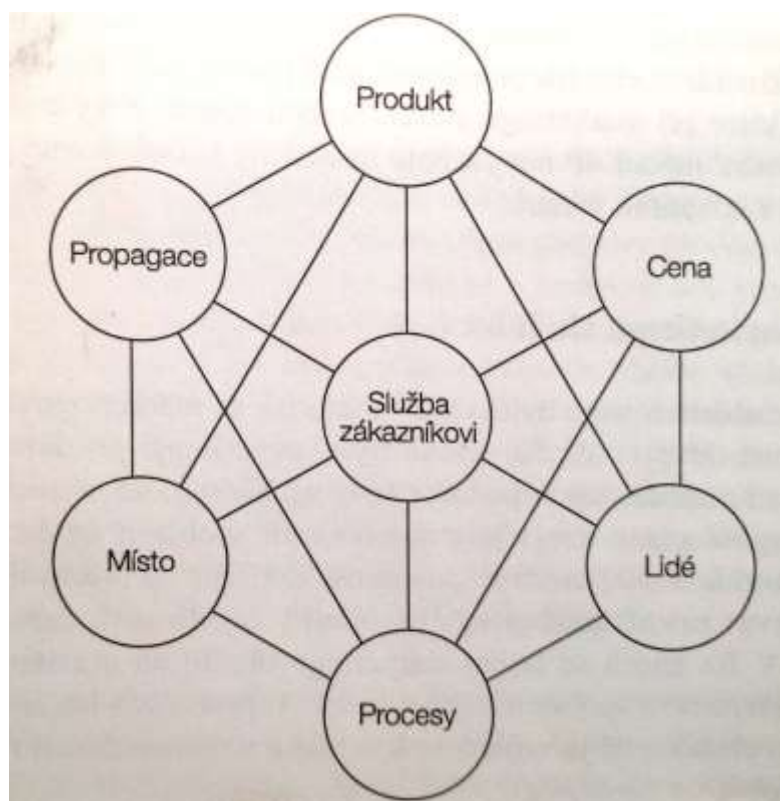 Produkt
Propagace
Cena
Služba
zákazníkovi
Místo
Lidé
Procesy